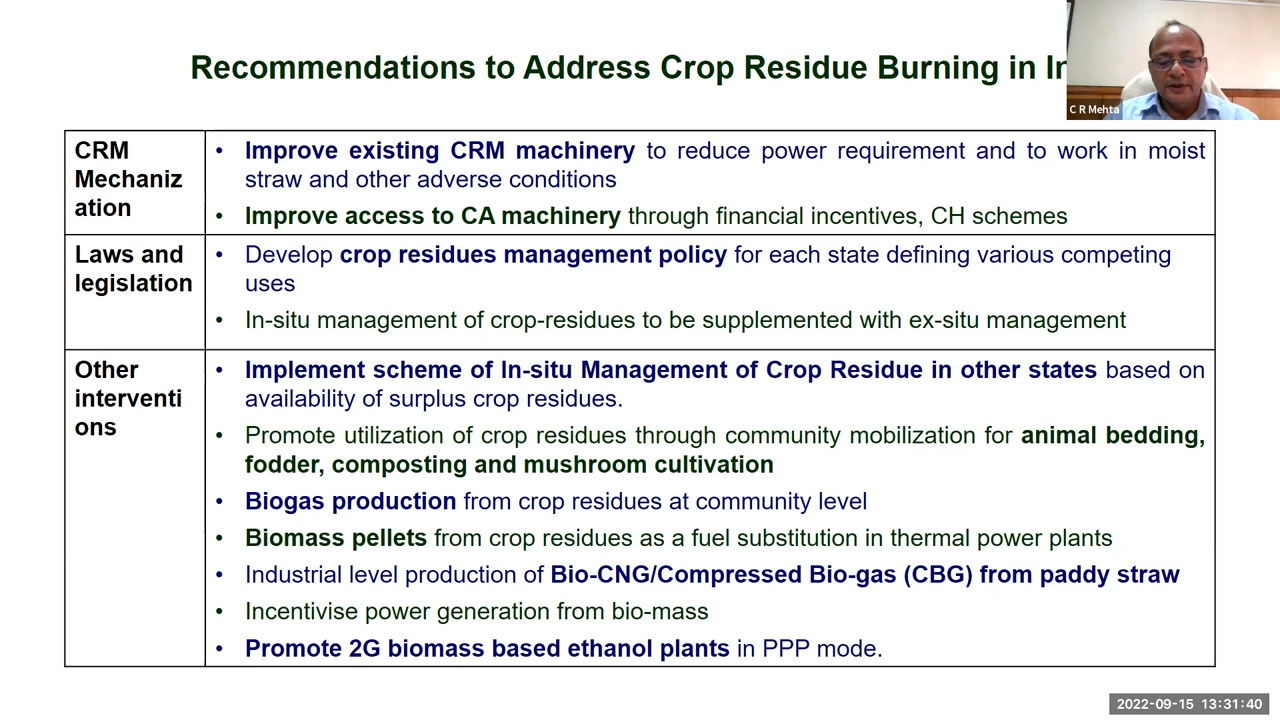 Recommendations to Address Crop Residue Burning in
C R Mehta
CRM
Mechaniz
ation
• Improve existing CRM machinery to reduce power requirement and to work in moist
straw and other adverse conditions
• Improve access to CA machinery through financial incentives, CH schemes
Laws and
legislation
• Develop crop residues management policy for each state defining various competing
uses
• In-situ management of crop-residues to be supplemented with ex-situ management
Other
interventi
ons
• Implement scheme of In-situ Management of Crop Residue in other states based on
availability of surplus crop residues.
• Promote utilization of crop residues through community mobilization for animal bedding,
fodder, composting and mushroom cultivation
• Biogas production from crop residues at community level
• Biomass pellets from crop residues as a fuel substitution in thermal power plants
• Industrial level production of Bio-CNG/Compressed Bio-gas (CBG) from paddy straw
• Incentivise power generation from bio-mass
• Promote 2G biomass based ethanol plants in PPP mode.
2022-09-15 13:31:40